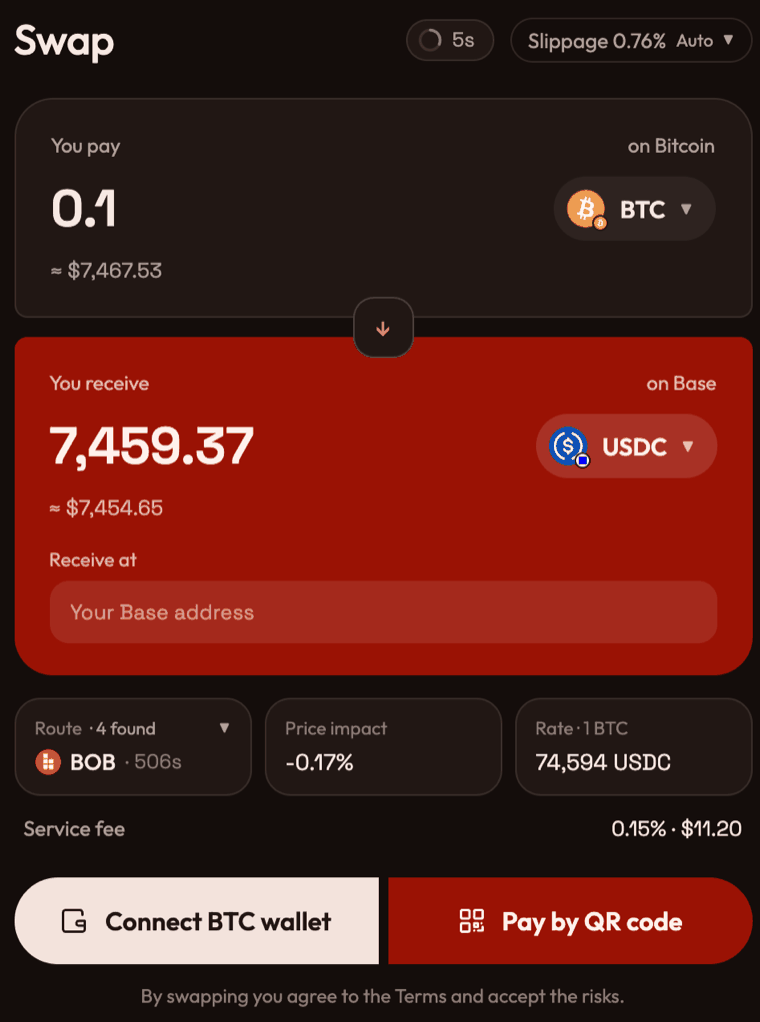 Swap
5s
Slippage 0.76% Auto ▼
You pay
on Bitcoin
0.1
BTC ▼
≈ $7,467.53
You receive
on Base
7,459.37
USDC ▼
≈ $7,454.65
Receive at
Your Base address
Route · 4 found ▼
BOB · 506s
Price impact
-0.17%
Rate · 1 BTC
74,594 USDC
Service fee
0.15% · $11.20
Connect BTC wallet
Pay by QR code
By swapping you agree to the Terms and accept the risks.